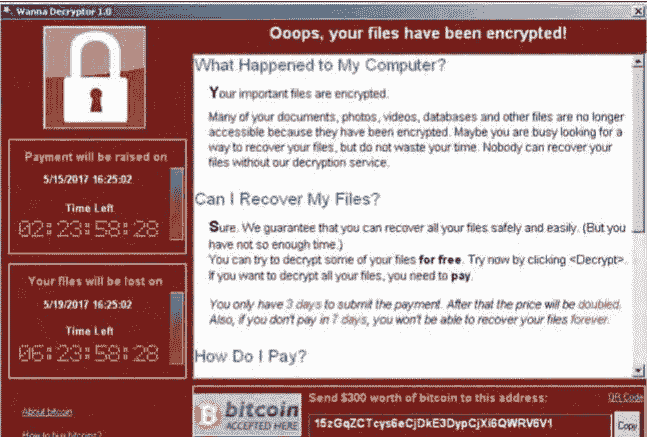 Wanna Decryptor 1.0
Ooops, your files have been encrypted!
Payment will be raised on
5/15/2017 16:25:02
Time Left
02:23:58:28
Your files will be lost on
5/19/2017 16:25:02
Time Left
06:23:58:28
About bitcoin
How to buy bitcoins?
What Happened to My Computer?
Your important files are encrypted.
Many of your documents, photos, videos, databases and other files are no longer
accessible because they have been encrypted. Maybe you are busy looking for a
way to recover your files, but do not waste your time. Nobody can recover your
files without our decryption service.
Can I Recover My Files?
Sure. We guarantee that you can recover all your files safely and easily. (But you
have not so enough time.)
You can try to decrypt some of your files for free. Try now by clicking <Decrypt>.
If you want to decrypt all your files, you need to pay.
You only have 3 days to submit the payment. After that the price will be doubled.
Also, if you don't pay in 7 days, you won't be able to recover your files forever.
How Do I Pay?
bitcoin
ACCEPTED HERE
Send $300 worth of bitcoin to this address:
QR Code
15zGqZCTcys6eCjDkE3DypCjXi6QWRV6V1
Copy